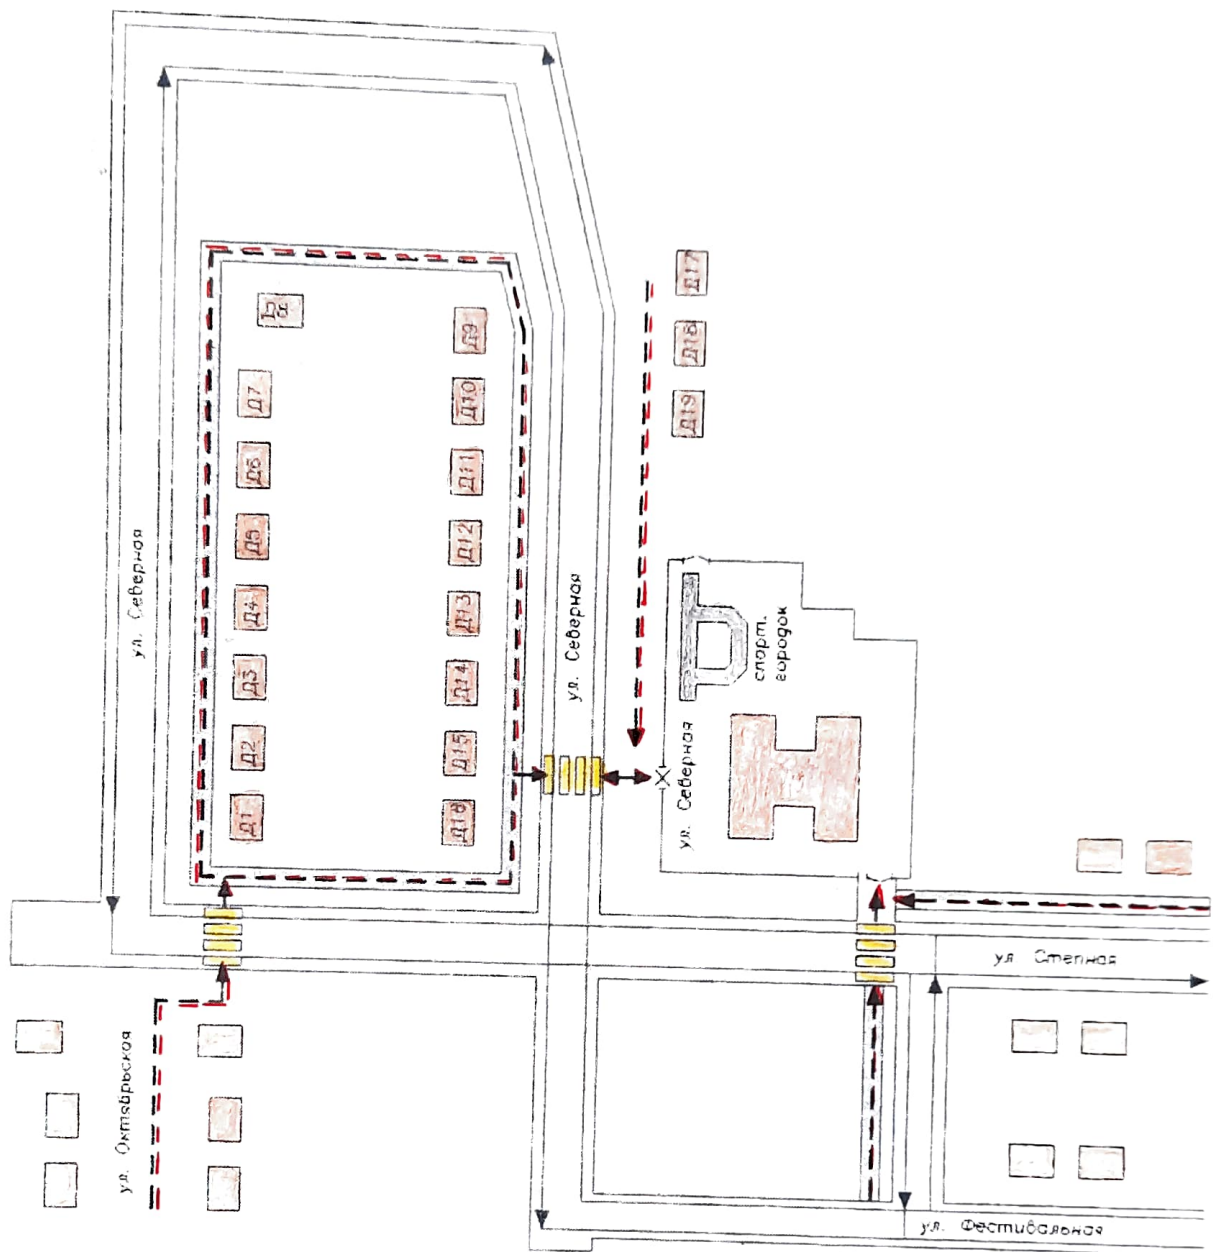 ул. Северная
Д8
Д7
Д6
Д5
Д4
Д3
Д2
Д1
Д9
Д10
Д11
Д12
Д13
Д14
Д15
Д16
ул. Северная
Д17
Д18
Д19
спорт.
городок
ул. Северная
ул. Степная
ул. Октябрьская
ул. Фестивальная